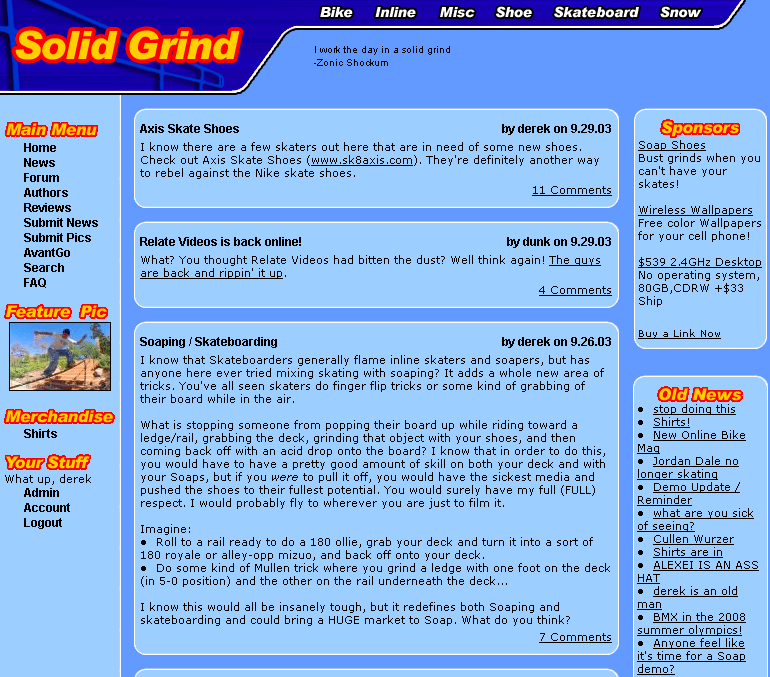 Bike Inline Misc Shoe Skateboard Snow
Solid Grind
I work the day in a solid grind
-Zonic Shockum
Main Menu
Home
News
Forum
Authors
Reviews
Submit News
Submit Pics
AvantGo
Search
FAQ
Feature Pic
Merchandise
Shirts
Your Stuff
What up, derek
Admin
Account
Logout
Axis Skate Shoes by derek on 9.29.03
I know there are a few skaters out here that are in need of some new shoes.
Check out Axis Skate Shoes (www.sk8axis.com). They're definitely another way
to rebel against the Nike skate shoes.
11 Comments
Relate Videos is back online! by dunk on 9.29.03
What? You thought Relate Videos had bitten the dust? Well think again! The guys
are back and rippin' it up.
4 Comments
Soaping / Skateboarding by derek on 9.26.03
I know that Skateboarders generally flame inline skaters and soapers, but has
anyone here ever tried mixing skating with soaping? It adds a whole new area of
tricks. You've all seen skaters do finger flip tricks or some kind of grabbing of
their board while in the air.
What is stopping someone from popping their board up while riding toward a
ledge/rail, grabbing the deck, grinding that object with your shoes, and then
coming back off with an acid drop onto the board? I know that in order to do this,
you would have to have a pretty good amount of skill on both your deck and with
your Soaps, but if you were to pull it off, you would have the sickest media and
pushed the shoes to their fullest potential. You would surely have my full (FULL)
respect. I would probably fly to wherever you are just to film it.
Imagine:
● Roll to a rail ready to do a 180 ollie, grab your deck and turn it into a sort of
180 royale or alley-opp mizuo, and back off onto your deck.
● Do some kind of Mullen trick where you grind a ledge with one foot on the deck
(in 5-0 position) and the other on the rail underneath the deck...
I know this would all be insanely tough, but it redefines both Soaping and
skateboarding and could bring a HUGE market to Soap. What do you think?
7 Comments
Sponsors
Soap Shoes
Bust grinds when you
can't have your
skates!
Wireless Wallpapers
Free color Wallpapers
for your cell phone!
$539 2.4GHz Desktop
No operating system,
80GB,CDRW +$33
Ship
Buy a Link Now
Old News
● stop doing this
● Shirts!
● New Online Bike
Mag
● Jordan Dale no
longer skating
● Demo Update /
Reminder
● what are you sick
of seeing?
● Cullen Wurzer
● Shirts are in
● ALEXEI IS AN ASS
HAT
● derek is an old
man
● BMX in the 2008
summer olympics!
● Anyone feel like
it's time for a Soap
demo?